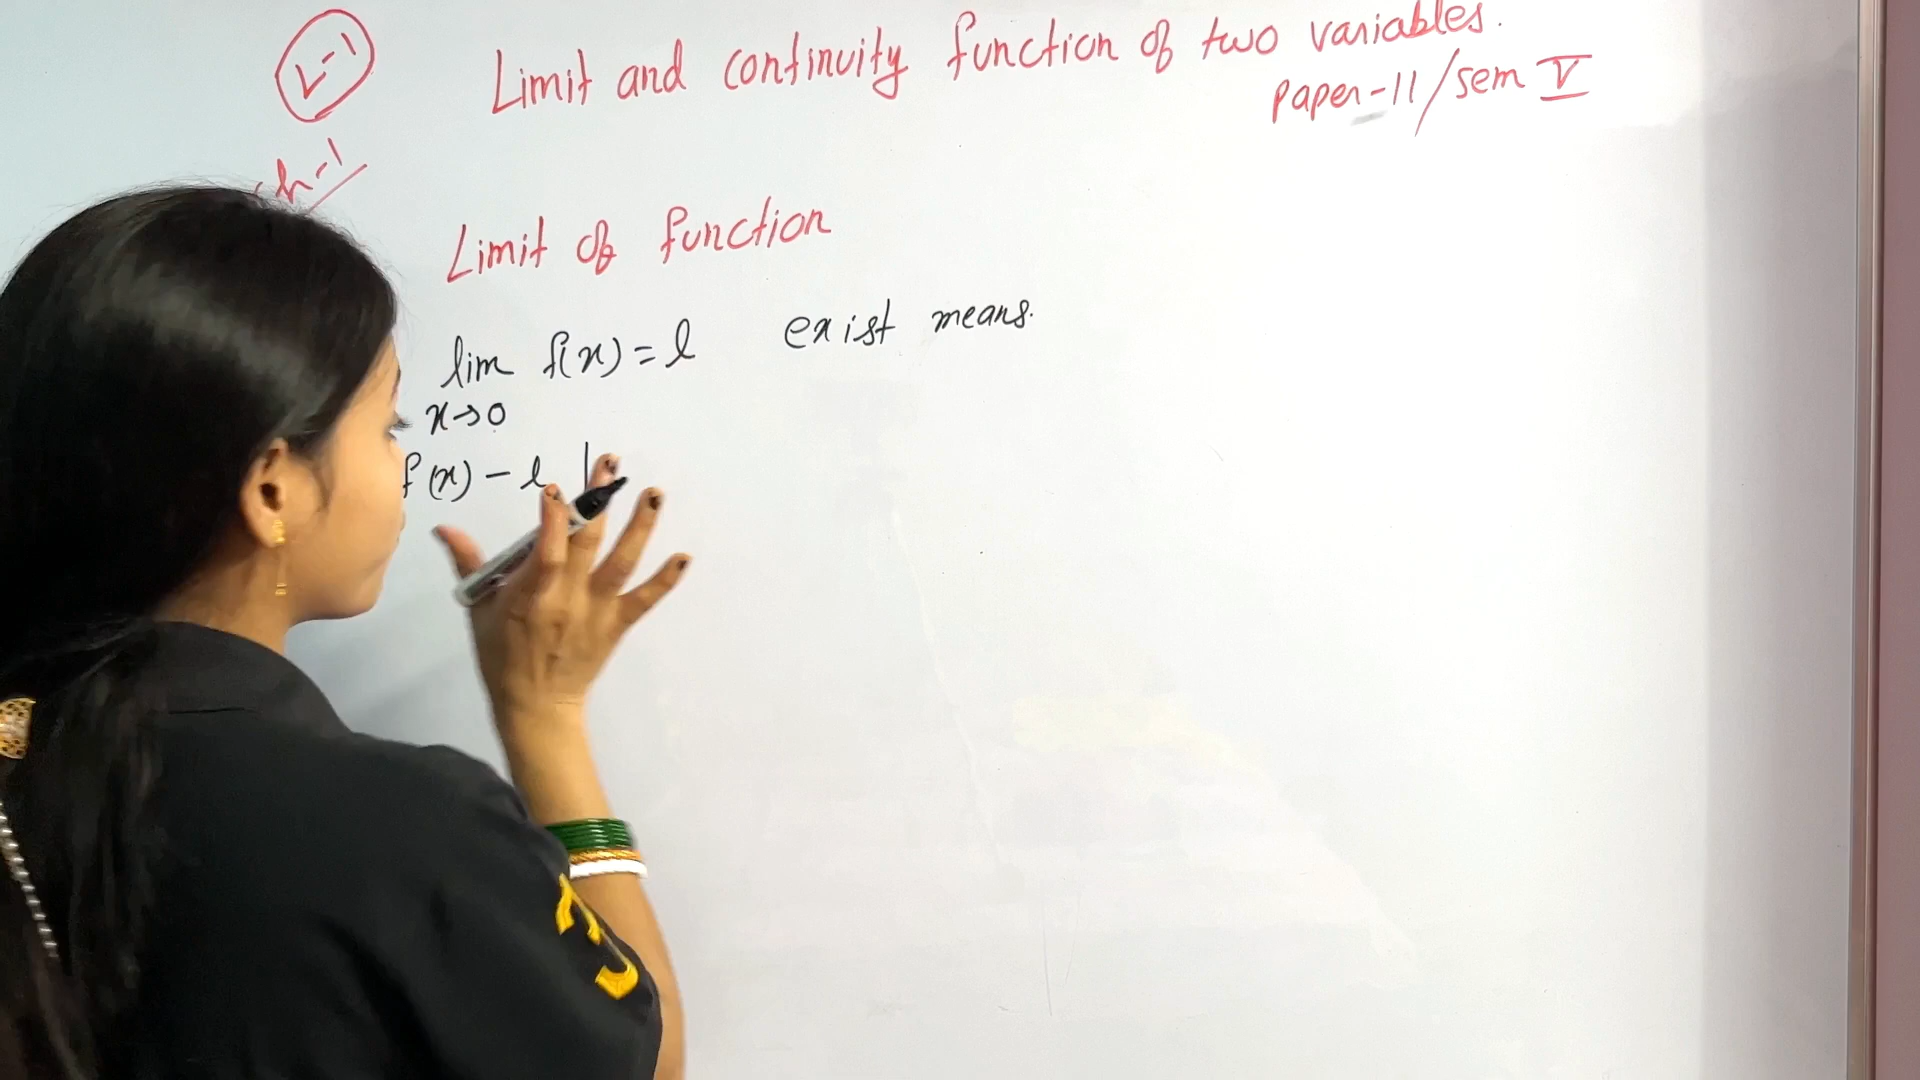 L-1
Limit and continuity function of two variables.
Paper-11/sem V
ch-1
Limit of function
lim f(x) = l exist means.
x→0
f(x) - l |